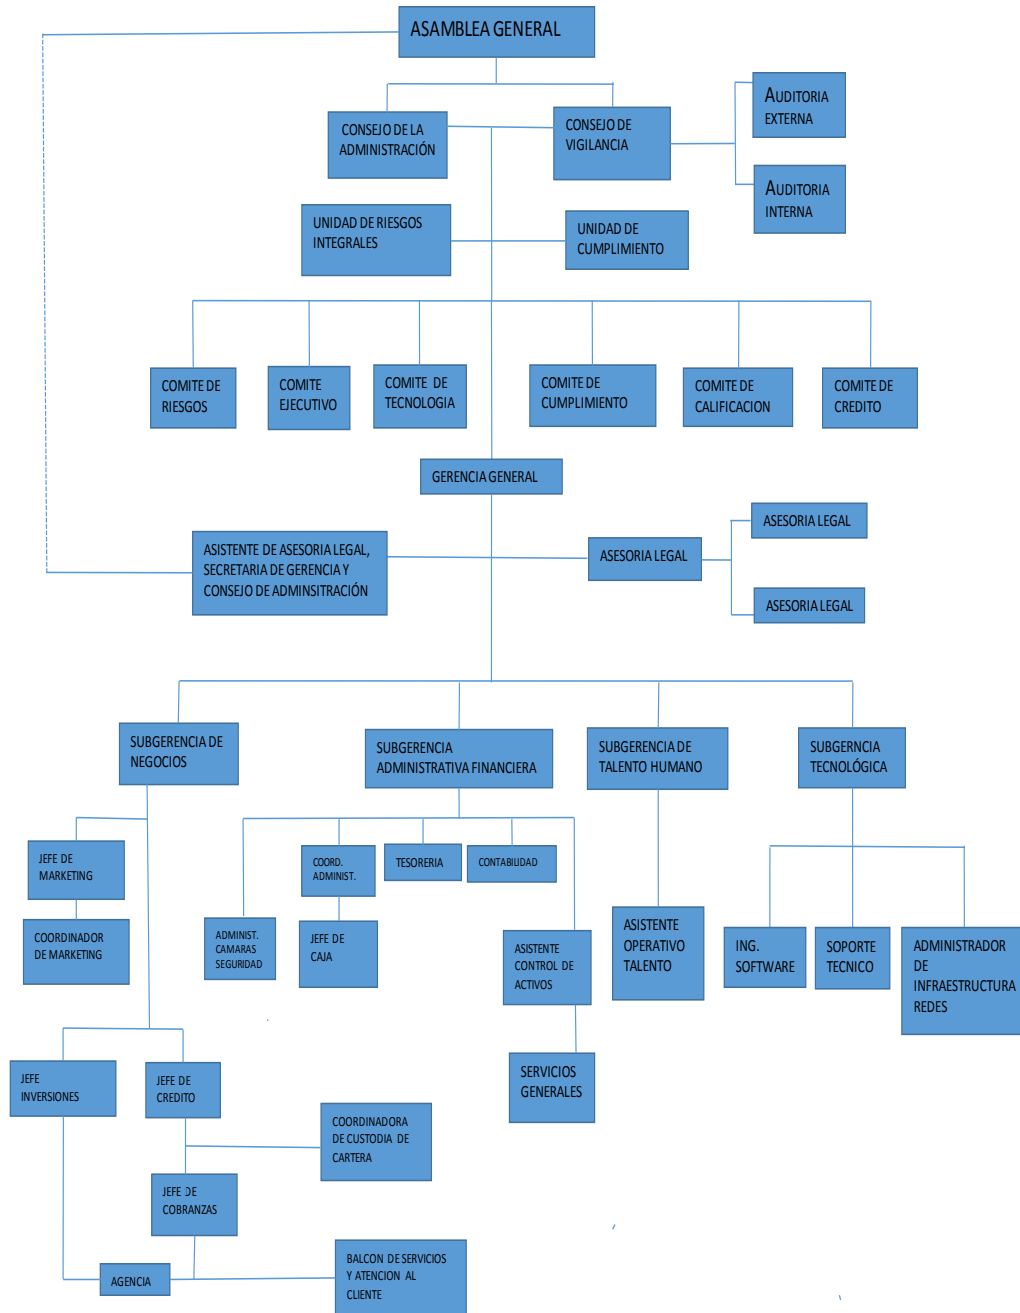 ASAMBLEA GENERAL
CONSEJO DE LA
ADMINISTRACIÓN
CONSEJO DE
VIGILANCIA
AUDITORIA
EXTERNA
AUDITORIA
INTERNA
UNIDAD DE RIESGOS
INTEGRALES
UNIDAD DE
CUMPLIMIENTO
COMITE DE
RIESGOS
COMITE
EJECUTIVO
COMITE DE
TECNOLOGIA
COMITE DE
CUMPLIMIENTO
COMITE DE
CALIFICACION
COMITE DE
CREDITO
GERENCIA GENERAL
ASISTENTE DE ASESORIA LEGAL,
SECRETARIA DE GERENCIA Y
CONSEJO DE ADMINSITRACIÓN
ASESORIA LEGAL
ASESORIA LEGAL
ASESORIA LEGAL
SUBGERENCIA DE
NEGOCIOS
SUBGERENCIA
ADMINISTRATIVA FINANCIERA
SUBGERENCIA DE
TALENTO HUMANO
SUBGERNCIA
TECNOLÓGICA
JEFE DE
MARKETING
COORDINADOR
DE MARKETING
COORD.
ADMINIST.
TESORERIA
CONTABIUDAD
ADMINIST.
CAMARAS
SEGURIDAD
JEFE DE
CAJA
ASISTENTE
CONTROL DE
ACTIVOS
ASISTENTE
OPERATIVO
TALENTO
ING.
SOFTWARE
SOPORTE
TECNICO
ADMINISTRADOR
DE
INFRAESTRUCTURA
REDES
SERVICIOS
GENERALES
JEFE
INVERSIONES
JEFE DE
CREDITO
COORDINADORA
DE CUSTODIA DE
CARTERA
JEFE DE
COBRANZAS
AGENCIA
BALCON DE SERVICIOS
Y ATENCION AL
CLIENTE